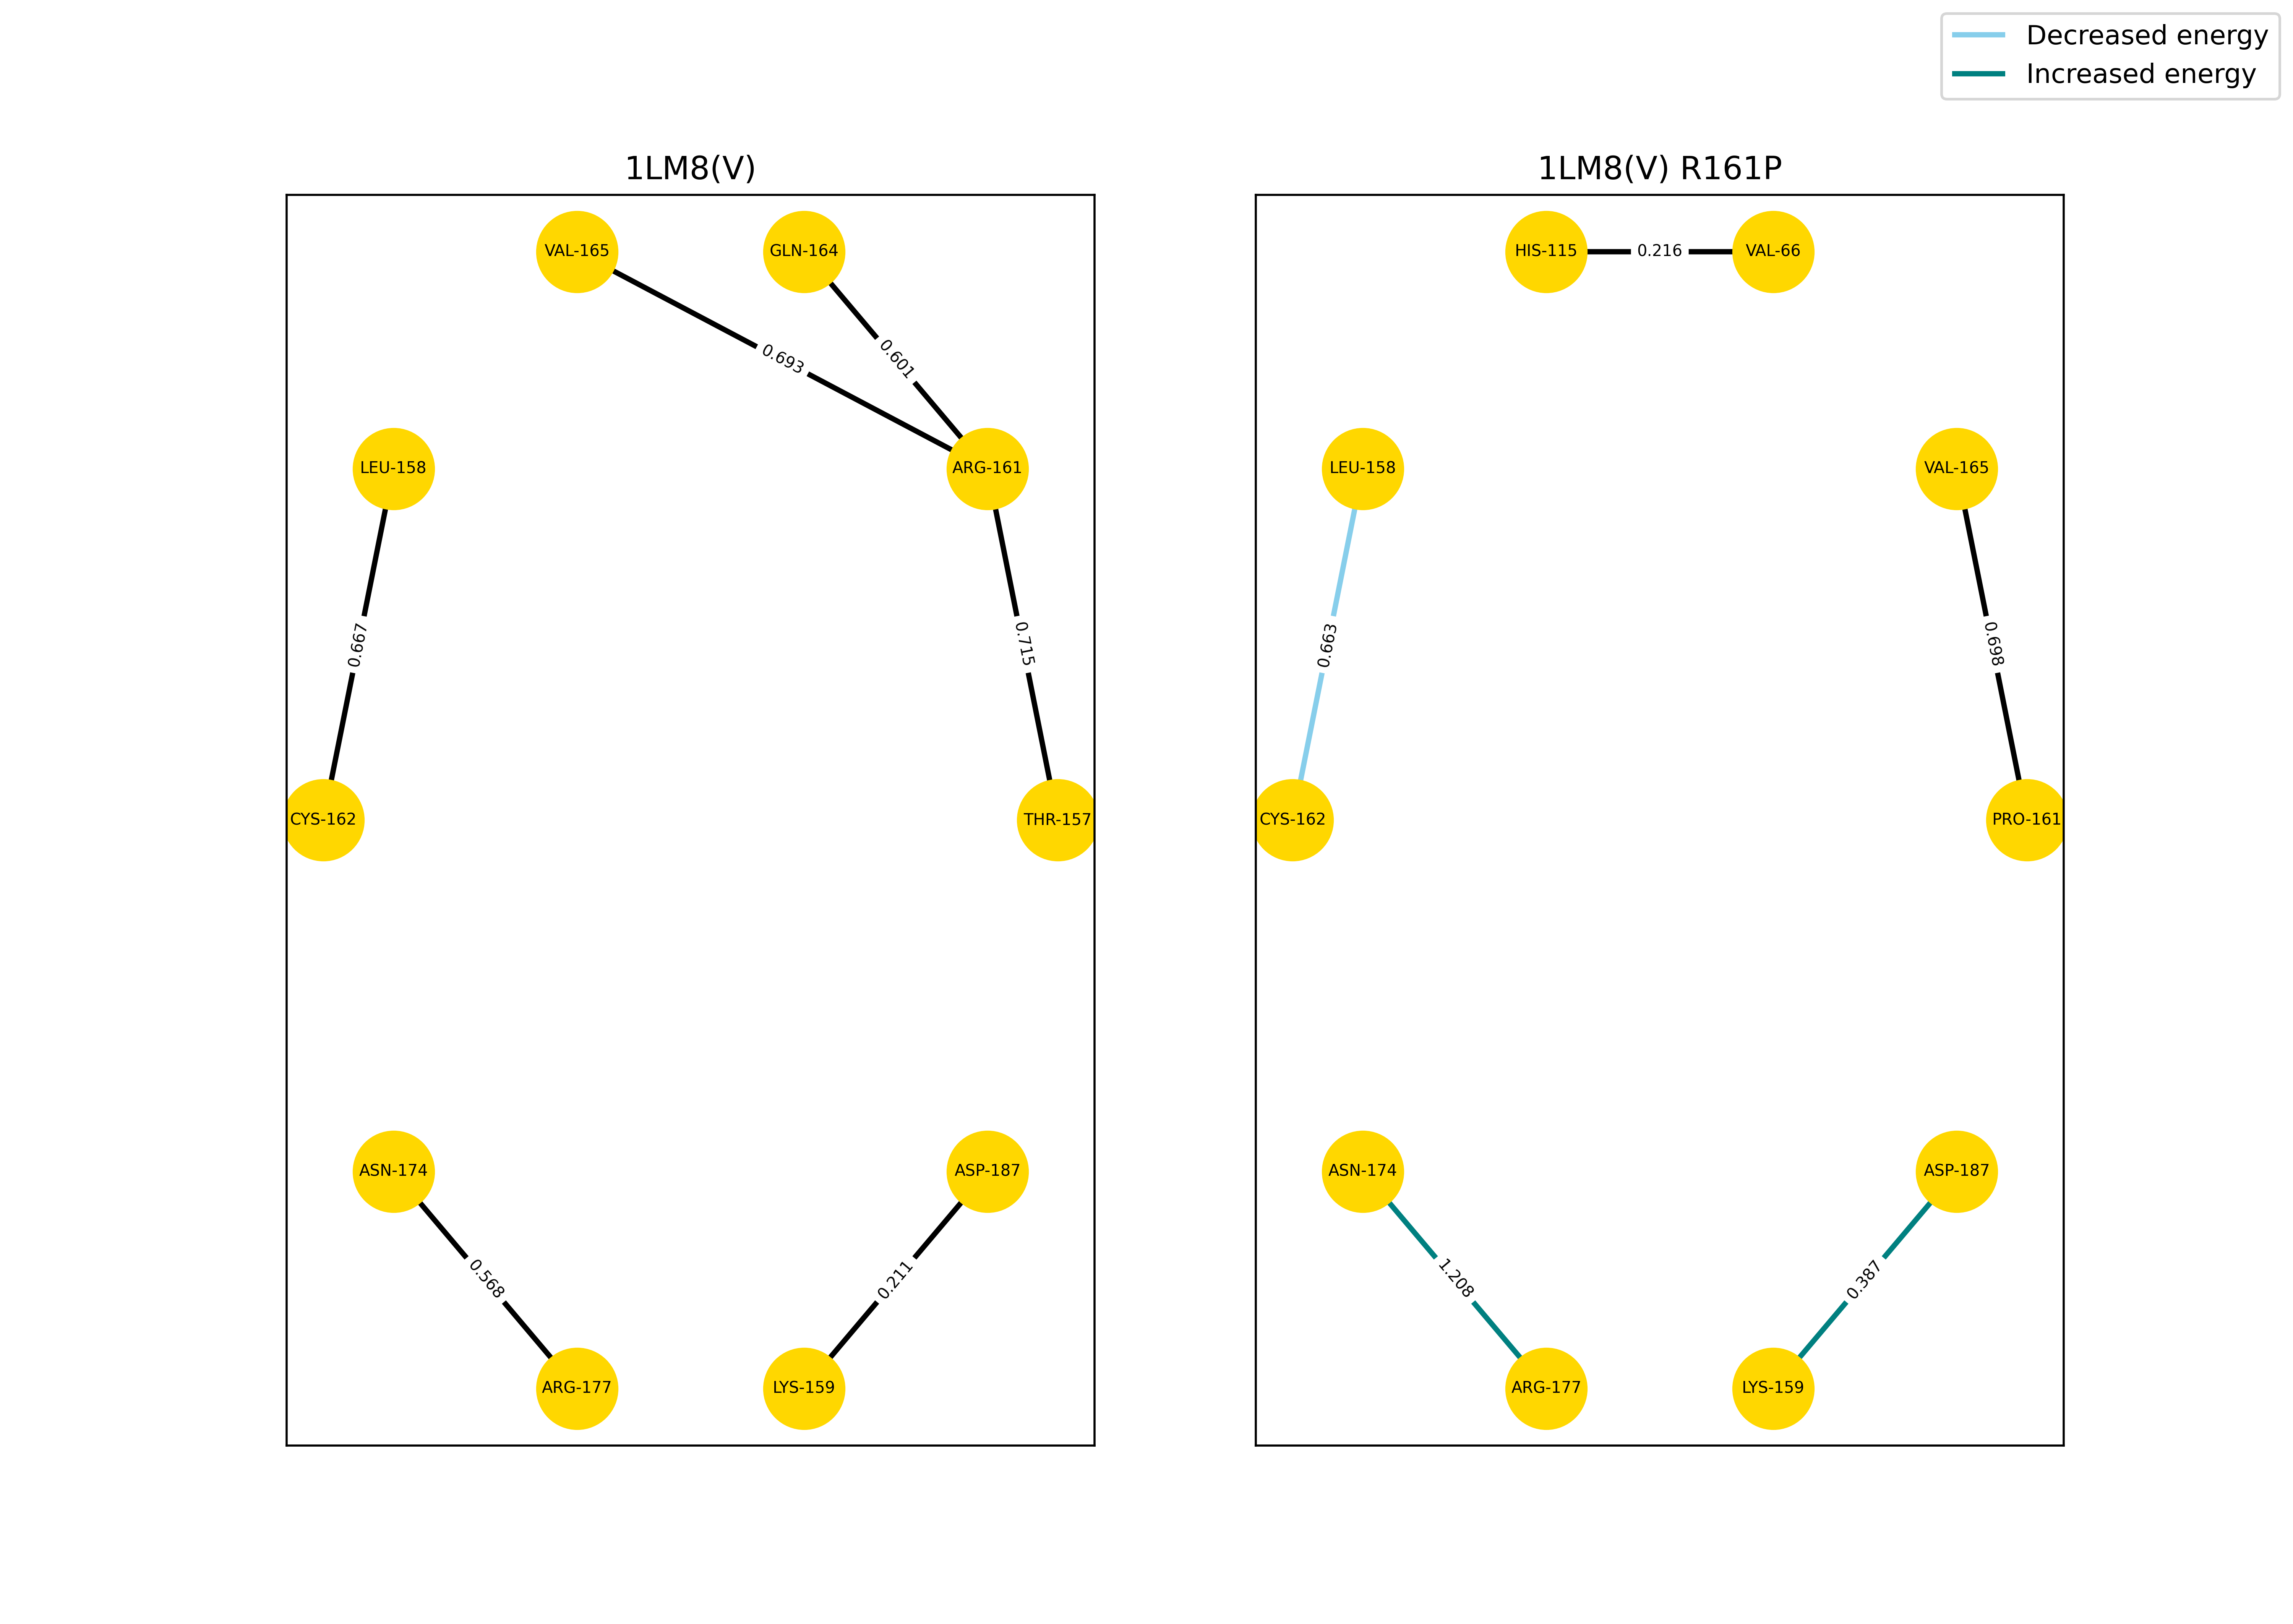 Decreased energy
Increased energy
1LM8(V)
VAL-165
GLN-164
0.693
0.601
LEU-158
ARG-161
0.667
0.715
CYS-162
THR-157
ASN-174
ASP-187
0.568
0.211
ARG-177
LYS-159
1LM8(V) R161P
HIS-115
0.216
VAL-66
LEU-158
VAL-165
0.663
0.698
CYS-162
PRO-161
ASN-174
ASP-187
1.208
0.387
ARG-177
LYS-159